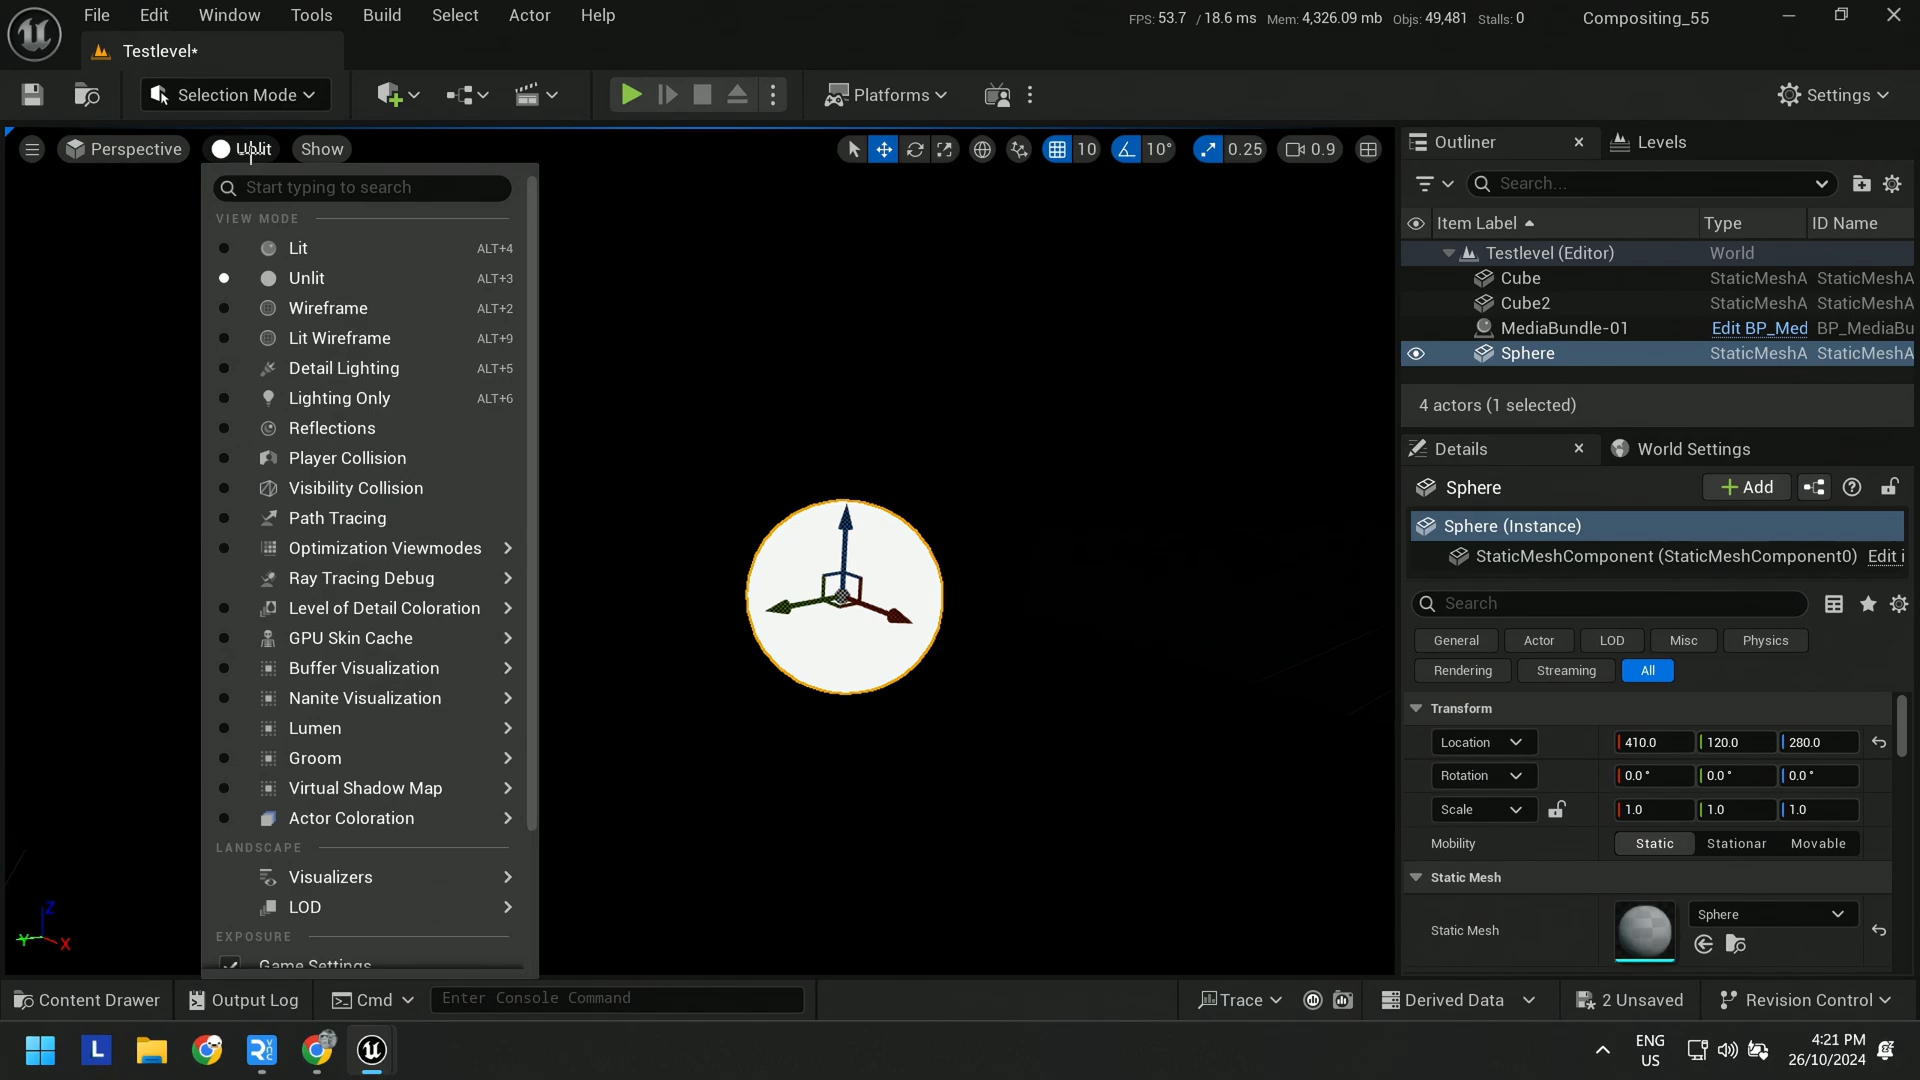 File Edit Window Tools Build Select Actor Help
FPS: 53.7 / 18.6 ms Mem: 4,326.09 mb Objs: 49,481 Stalls: 0
Compositing_55
Testlevel*
Selection Mode
Platforms
Settings
Perspective
Unlit
Show
10
10°
0.25
0.9
Start typing to search
VIEW MODE
Lit ALT+4
Unlit ALT+3
Wireframe ALT+2
Lit Wireframe ALT+9
Detail Lighting ALT+5
Lighting Only ALT+6
Reflections
Player Collision
Visibility Collision
Path Tracing
Optimization Viewmodes
Ray Tracing Debug
Level of Detail Coloration
GPU Skin Cache
Buffer Visualization
Nanite Visualization
Lumen
Groom
Virtual Shadow Map
Actor Coloration
LANDSCAPE
Visualizers
LOD
EXPOSURE
Game Settings
Z
Y
X
Outliner
Levels
Search...
Item Label Type ID Name
Testlevel (Editor) World
Cube StaticMeshA StaticMeshA
Cube2 StaticMeshA StaticMeshA
MediaBundle-01 Edit BP_Med BP_MediaBu
Sphere StaticMeshA StaticMeshA
4 actors (1 selected)
Details
World Settings
Sphere
Add
Sphere (Instance)
StaticMeshComponent (StaticMeshComponent0) Edit i
Search
General Actor LOD Misc Physics
Rendering Streaming All
Transform
Location 410.0 120.0 280.0
Rotation 0.0° 0.0° 0.0°
Scale 1.0 1.0 1.0
Mobility Static Stationar Movable
Static Mesh
Static Mesh
Sphere
Content Drawer
Output Log
Cmd
Enter Console Command
Trace
Derived Data
2 Unsaved
Revision Control
L
ENG
US
4:21 PM
26/10/2024